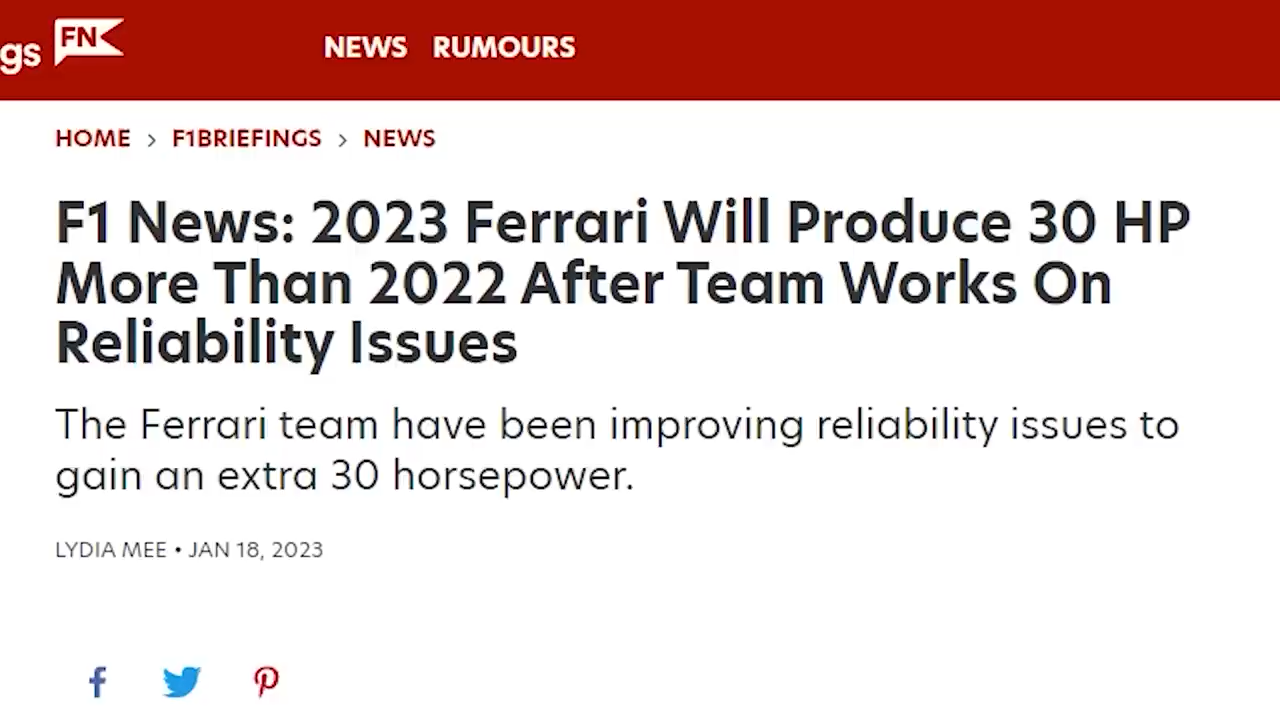 gs FN NEWS RUMOURS
HOME > F1BRIEFINGS > NEWS
F1 News: 2023 Ferrari Will Produce 30 HP
More Than 2022 After Team Works On
Reliability Issues
The Ferrari team have been improving reliability issues to
gain an extra 30 horsepower.
LYDIA MEE • JAN 18, 2023